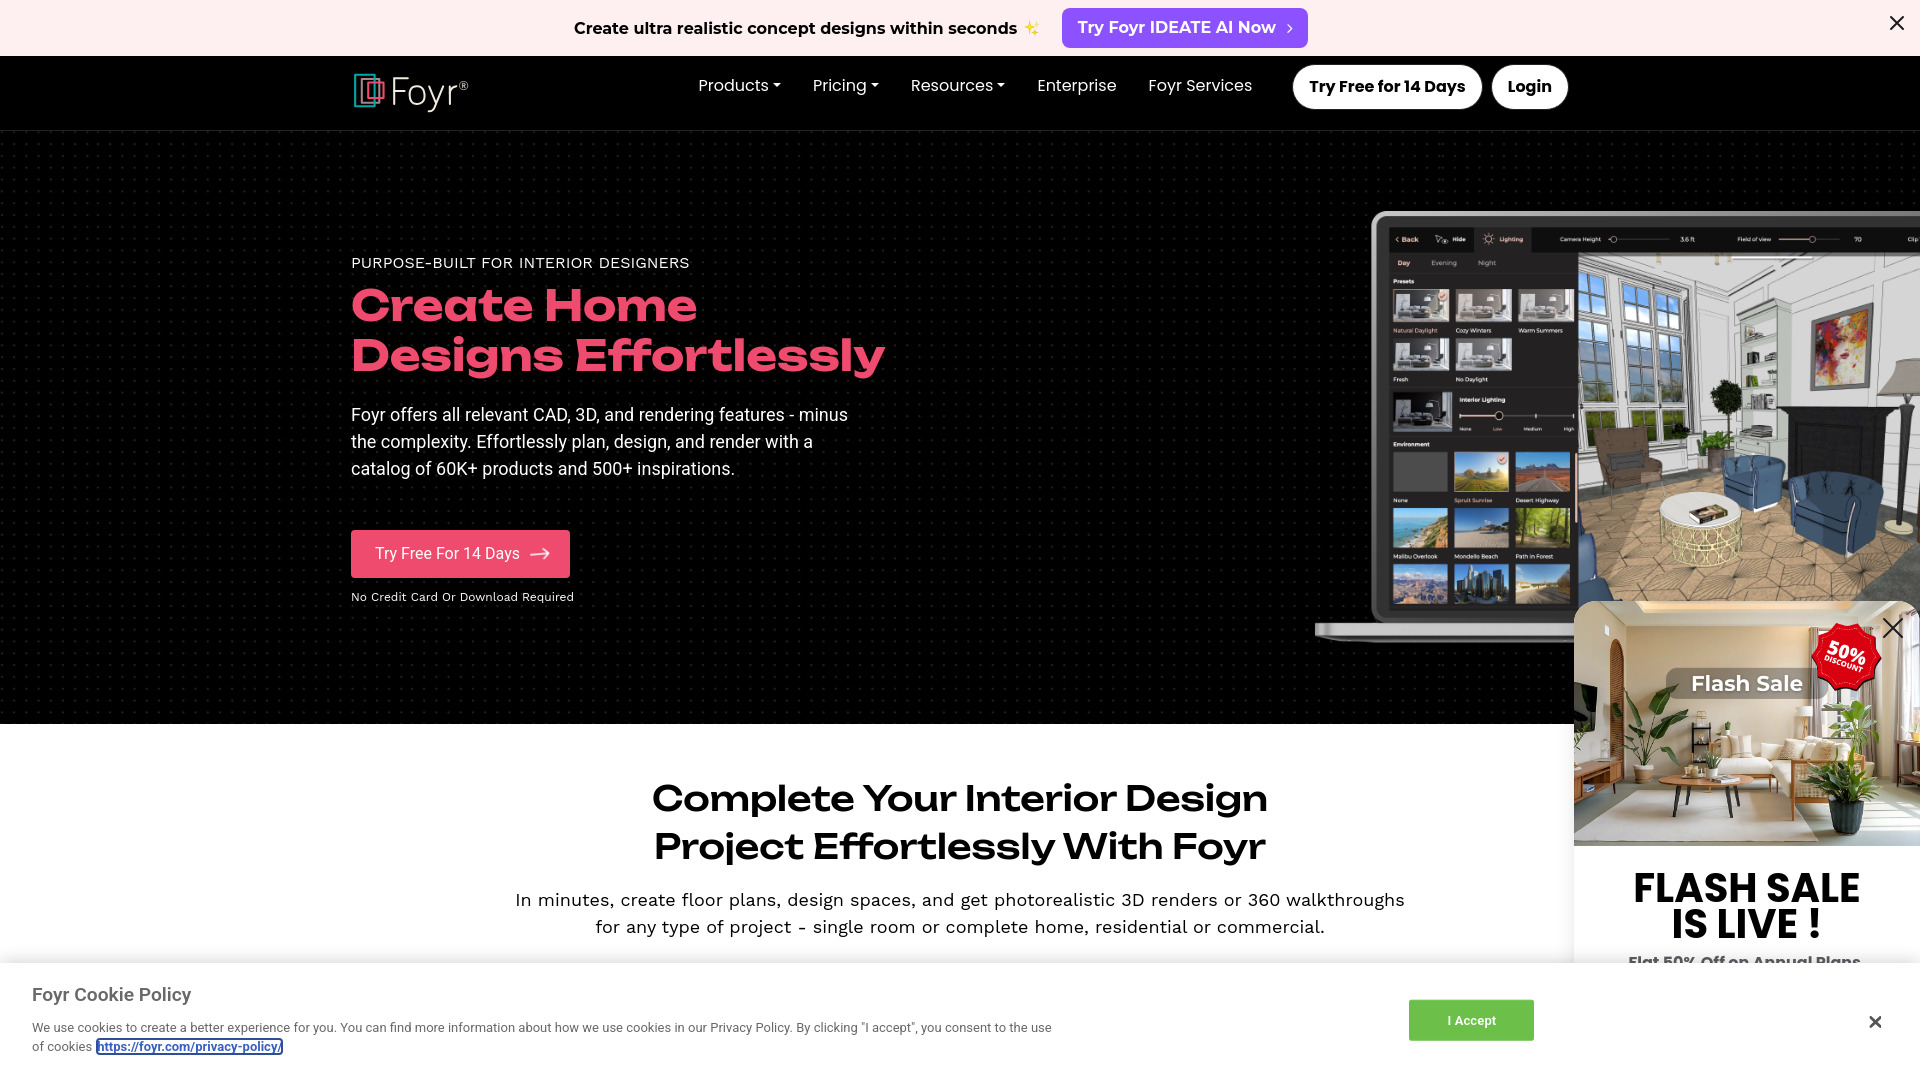 Create ultra realistic concept designs within seconds ✨
Try Foyr IDEATE AI Now >
Foyr®
Products
Pricing
Resources
Enterprise
Foyr Services
Try Free for 14 Days
Login
PURPOSE-BUILT FOR INTERIOR DESIGNERS
Create Home
Designs Effortlessly
Foyr offers all relevant CAD, 3D, and rendering features - minus
the complexity. Effortlessly plan, design, and render with a
catalog of 60K+ products and 500+ inspirations.
Try Free For 14 Days
No Credit Card Or Download Required
Back
Hide
Lighting
Camera Height
3.6 ft
Field of view
70
Clip
Day
Evening
Night
Presets
Natural Daylight
Cozy Winters
Warm Summers
Fresh
No Daylight
Interior Lighting
None
Low
Medium
High
Environment
None
Spruit Sunrise
Desert Highway
Malibu Overlook
Mondello Beach
Path in Forest
50%
DISCOUNT
Flash Sale
FLASH SALE
IS LIVE !
Flat 50% Off on Annual Plans
Complete Your Interior Design
Project Effortlessly With Foyr
In minutes, create floor plans, design spaces, and get photorealistic 3D renders or 360 walkthroughs
for any type of project - single room or complete home, residential or commercial.
Foyr Cookie Policy
We use cookies to create a better experience for you. You can find more information about how we use cookies in our Privacy Policy. By clicking "I accept", you consent to the use
of cookies https://foyr.com/privacy-policy/
I Accept